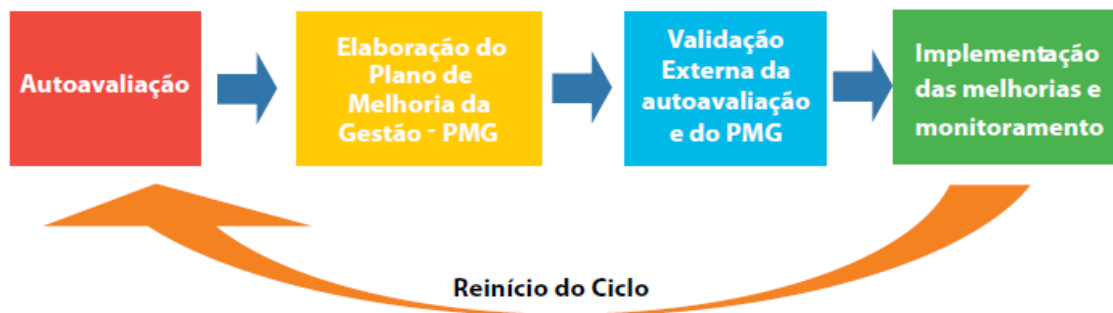 Autoavaliação
Elaboração do
Plano de
Melhoria da
Gestão - PMG
Validação
Externa da
autoavaliação
e do PMG
Implementação
das melhorias e
monitoramento
Reinício do Ciclo